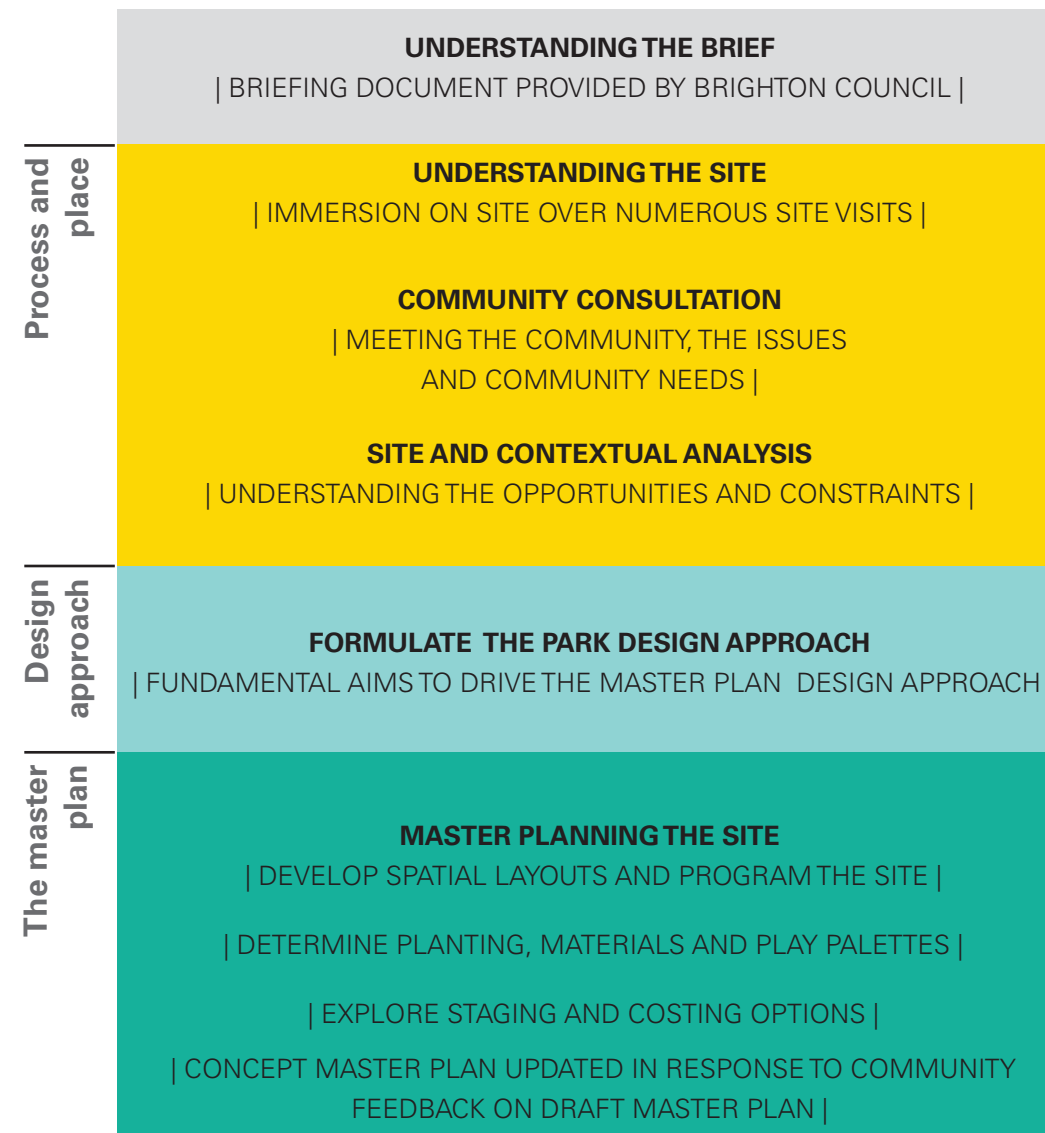 UNDERSTANDING THE BRIEF
| BRIEFING DOCUMENT PROVIDED BY BRIGHTON COUNCIL |
Process and
place
UNDERSTANDING THE SITE
| IMMERSION ON SITE OVER NUMEROUS SITE VISITS |
COMMUNITY CONSULTATION
| MEETING THE COMMUNITY, THE ISSUES
AND COMMUNITY NEEDS |
SITE AND CONTEXTUAL ANALYSIS
| UNDERSTANDING THE OPPORTUNITIES AND CONSTRAINTS |
Design
approach
FORMULATE THE PARK DESIGN APPROACH
| FUNDAMENTAL AIMS TO DRIVE THE MASTER PLAN DESIGN APPROACH
The master
plan
MASTER PLANNING THE SITE
| DEVELOP SPATIAL LAYOUTS AND PROGRAM THE SITE |
| DETERMINE PLANTING, MATERIALS AND PLAY PALETTES |
| EXPLORE STAGING AND COSTING OPTIONS |
| CONCEPT MASTER PLAN UPDATED IN RESPONSE TO COMMUNITY
FEEDBACK ON DRAFT MASTER PLAN |